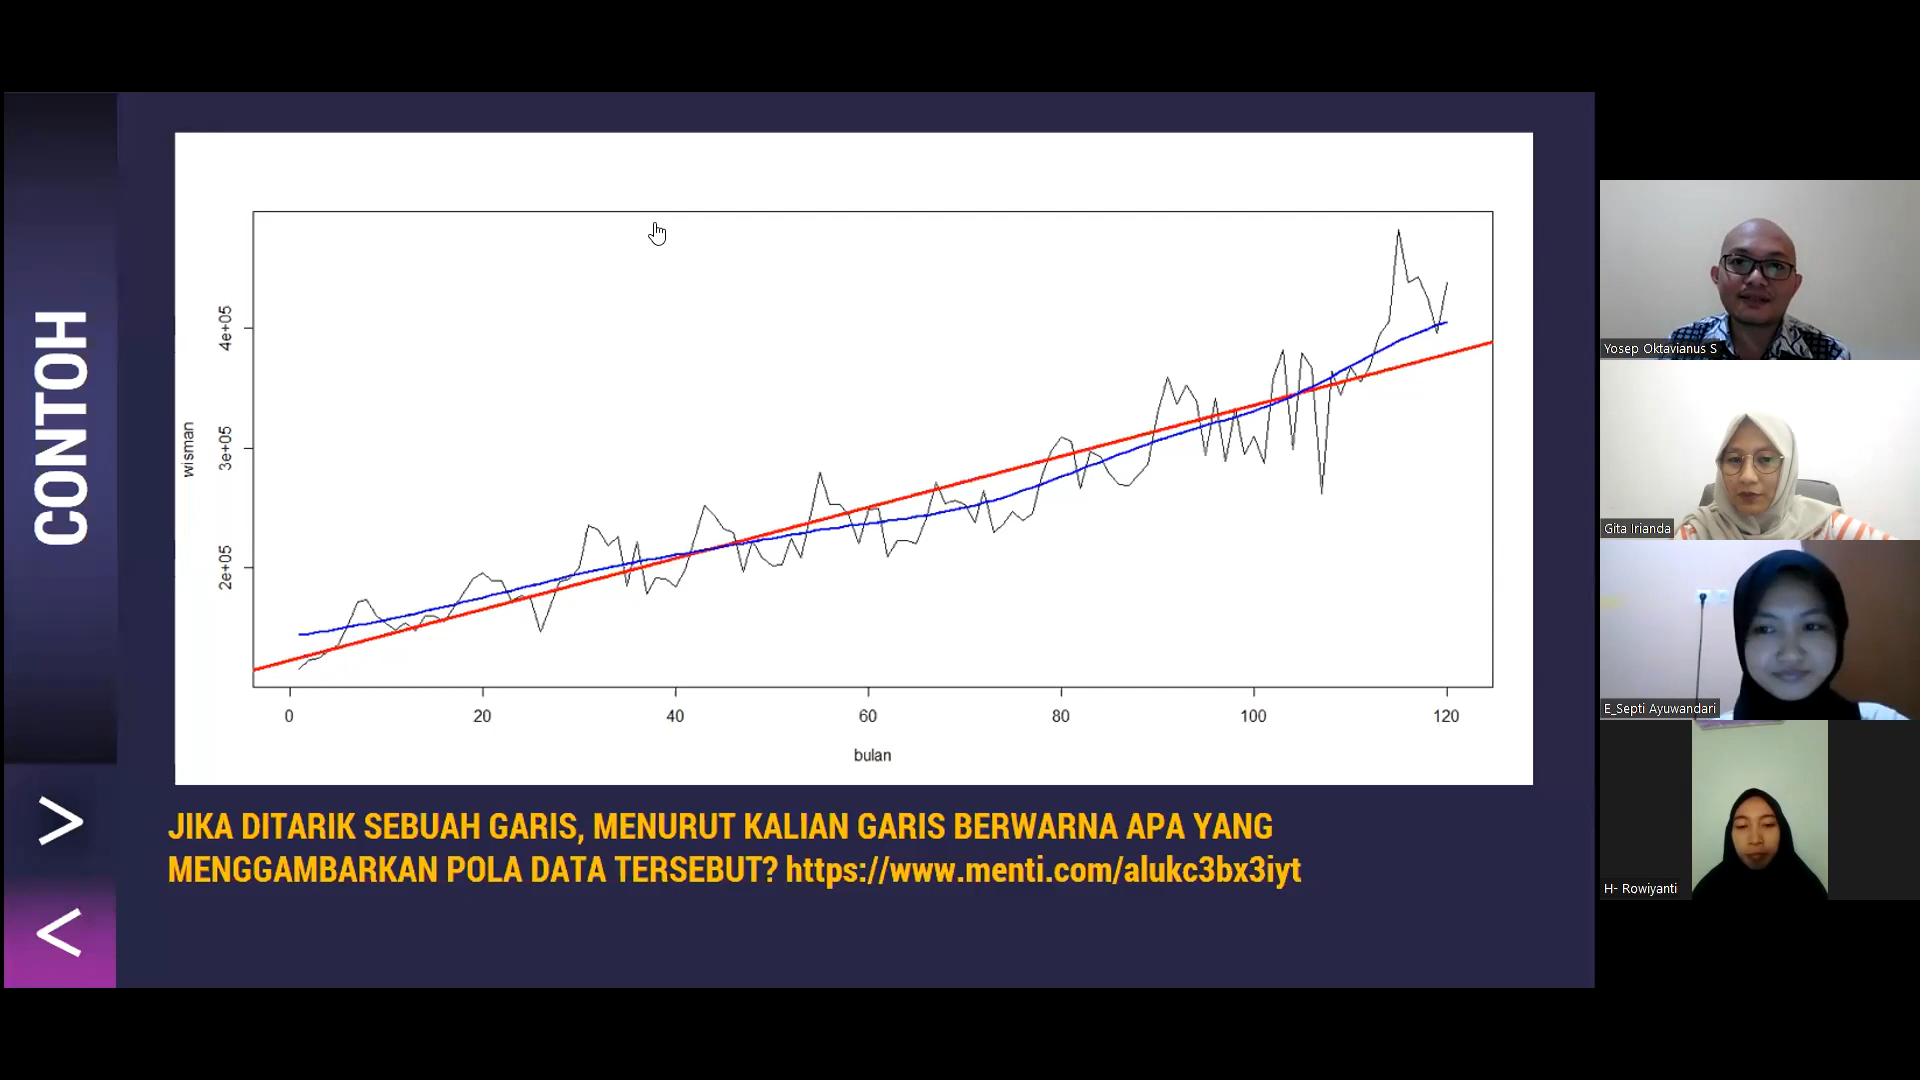 CONTOH
wisman
4e+05
3e+05
2e+05
0 20 40 60 80 100 120
bulan
JIKA DITARIK SEBUAH GARIS, MENURUT KALIAN GARIS BERWARNA APA YANG
MENGGAMBARKAN POLA DATA TERSEBUT? https://www.menti.com/alukc3bx3iyt
Yosep Oktavianus S
Gita Irianda
E_Septi Ayuwandari
H- Rowiyanti